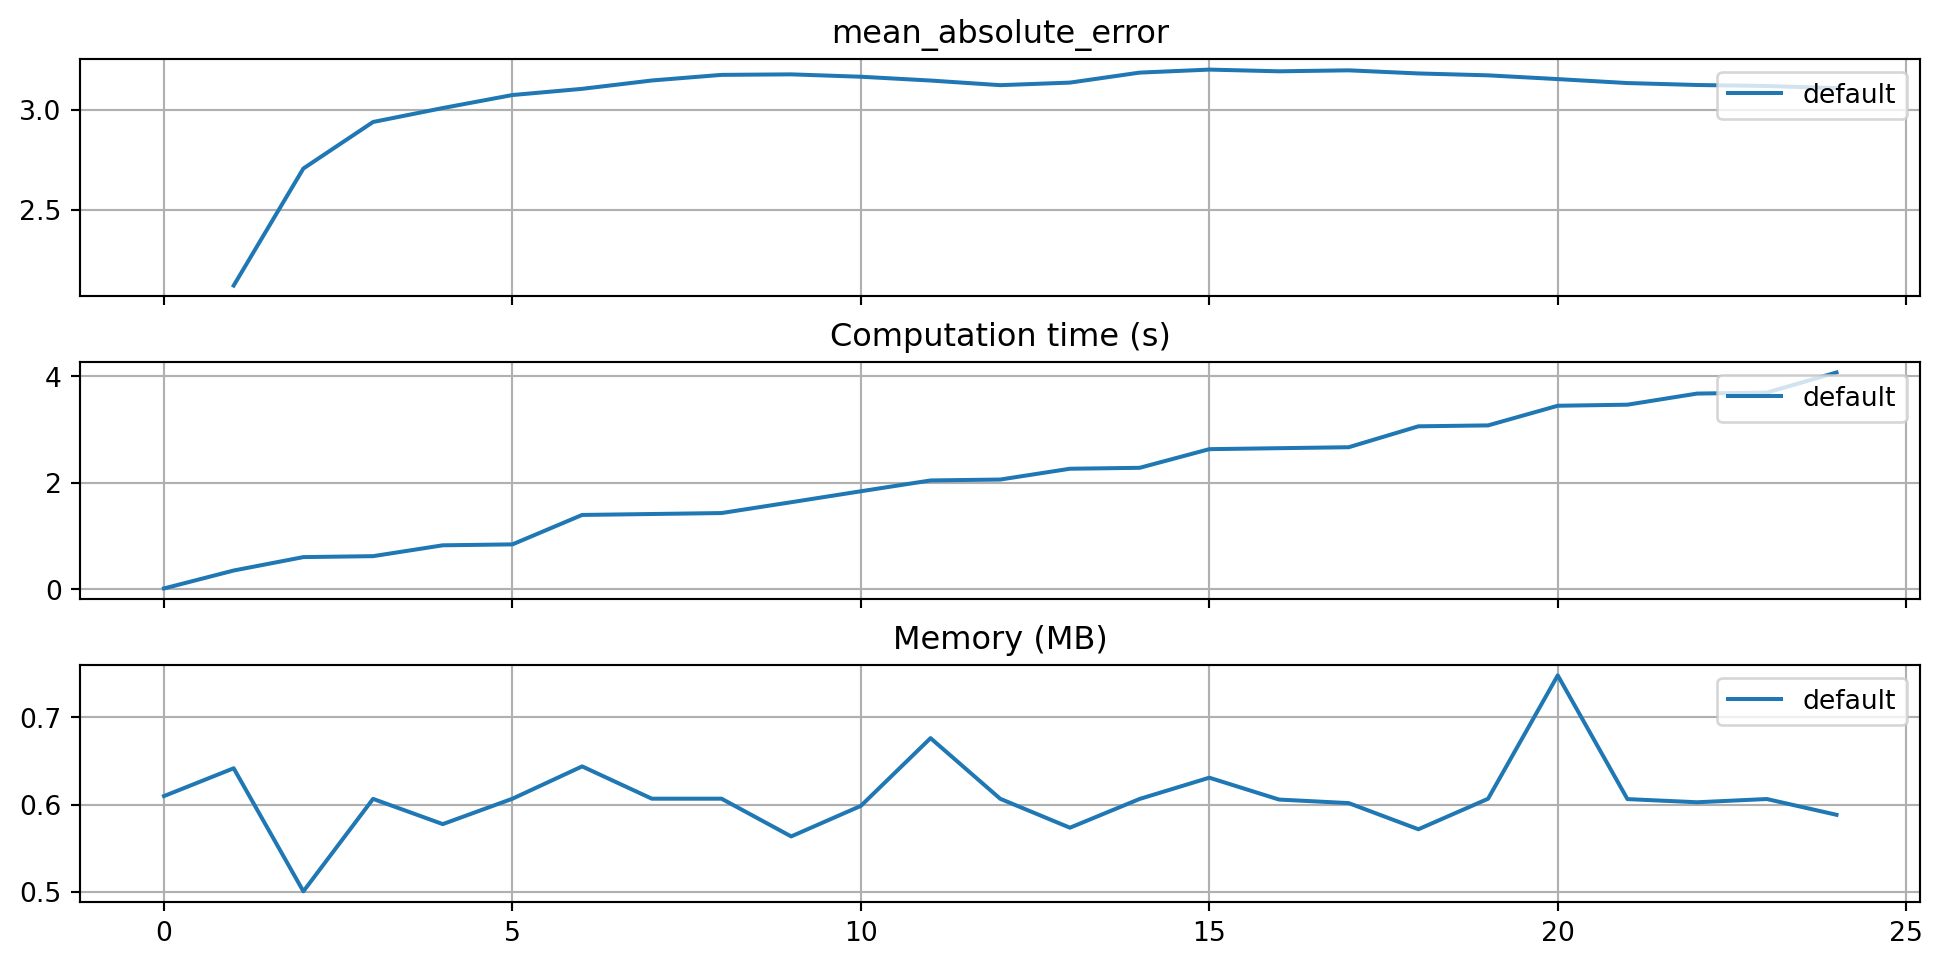 mean_absolute_error
3.0
2.5
default
Computation time (s)
4
2
0
default
Memory (MB)
0.7
0.6
0.5
default
0 5 10 15 20 25